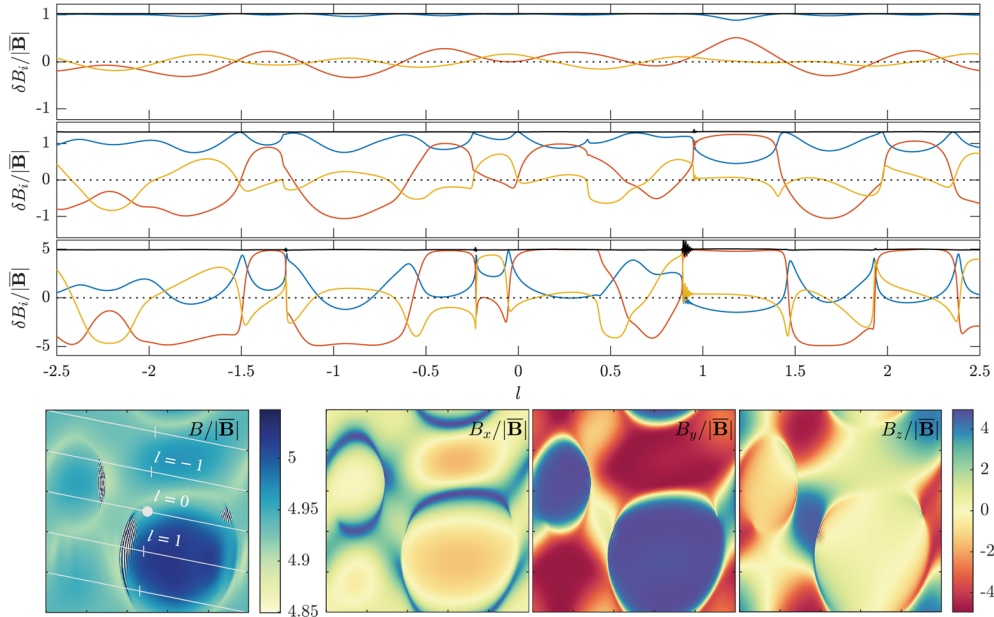 1
0
-1
δB_i/|B̅|
1
0
-1
δB_i/|B̅|
5
0
-5
δB_i/|B̅|
-2.5 -2 -1.5 -1 -0.5 0 0.5 1 1.5 2 2.5
l
B/|B̅|
l = -1
l = 0
l = 1
5
4.95
4.9
4.85
B_x/|B̅|
B_y/|B̅|
B_z/|B̅|
4
2
0
-2
-4